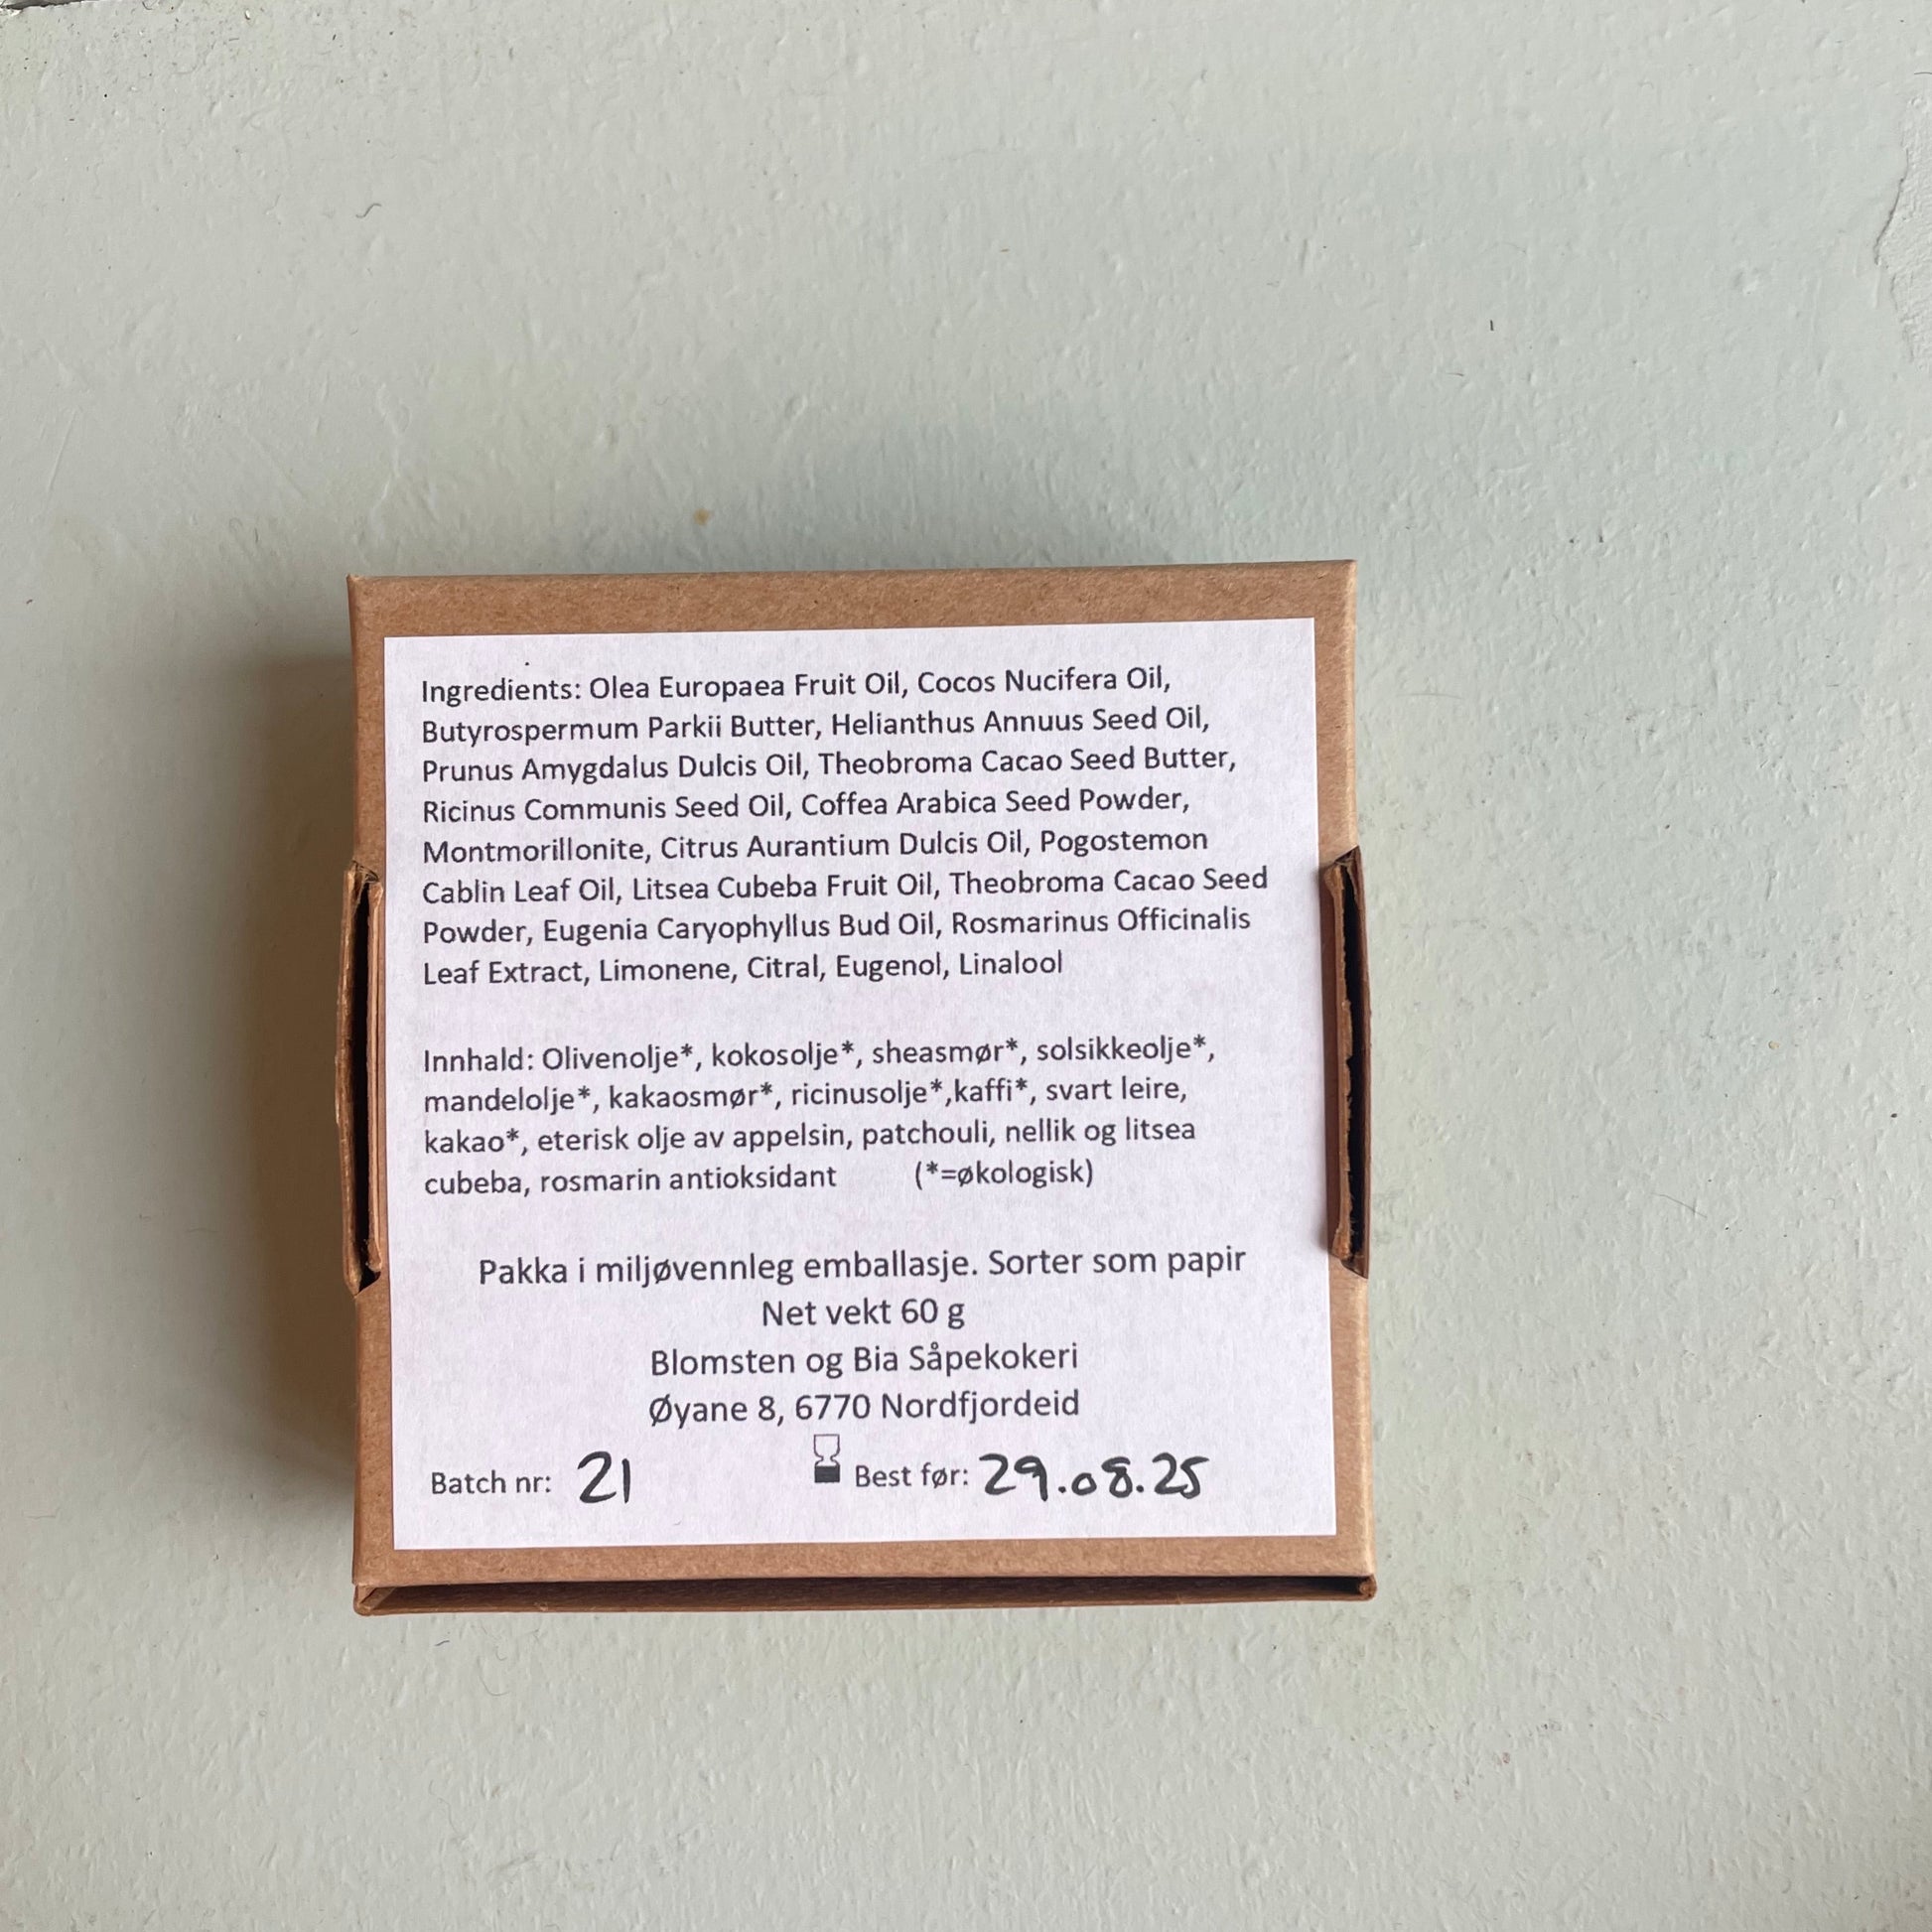 Ingredients: Olea Europaea Fruit Oil, Cocos Nucifera Oil,
Butyrospermum Parkii Butter, Helianthus Annuus Seed Oil,
Prunus Amygdalus Dulcis Oil, Theobroma Cacao Seed Butter,
Ricinus Communis Seed Oil, Coffea Arabica Seed Powder,
Montmorillonite, Citrus Aurantium Dulcis Oil, Pogostemon
Cablin Leaf Oil, Litsea Cubeba Fruit Oil, Theobroma Cacao Seed
Powder, Eugenia Caryophyllus Bud Oil, Rosmarinus Officinalis
Leaf Extract, Limonene, Citral, Eugenol, Linalool
Innhald: Olivenolje*, kokosolje*, sheasmør*, solsikkeolje*,
mandelolje*, kakaosmør*, ricinusolje*,kaffi*, svart leire,
kakao*, eterisk olje av appelsin, patchouli, nellik og litsea
cubeba, rosmarin antioksidant (*=økologisk)
Pakka i miljøvennleg emballasje. Sorter som papir
Net vekt 60 g
Blomsten og Bia Såpekokeri
Øyane 8, 6770 Nordfjordeid
Batch nr: 21 Best før: 29.08.25